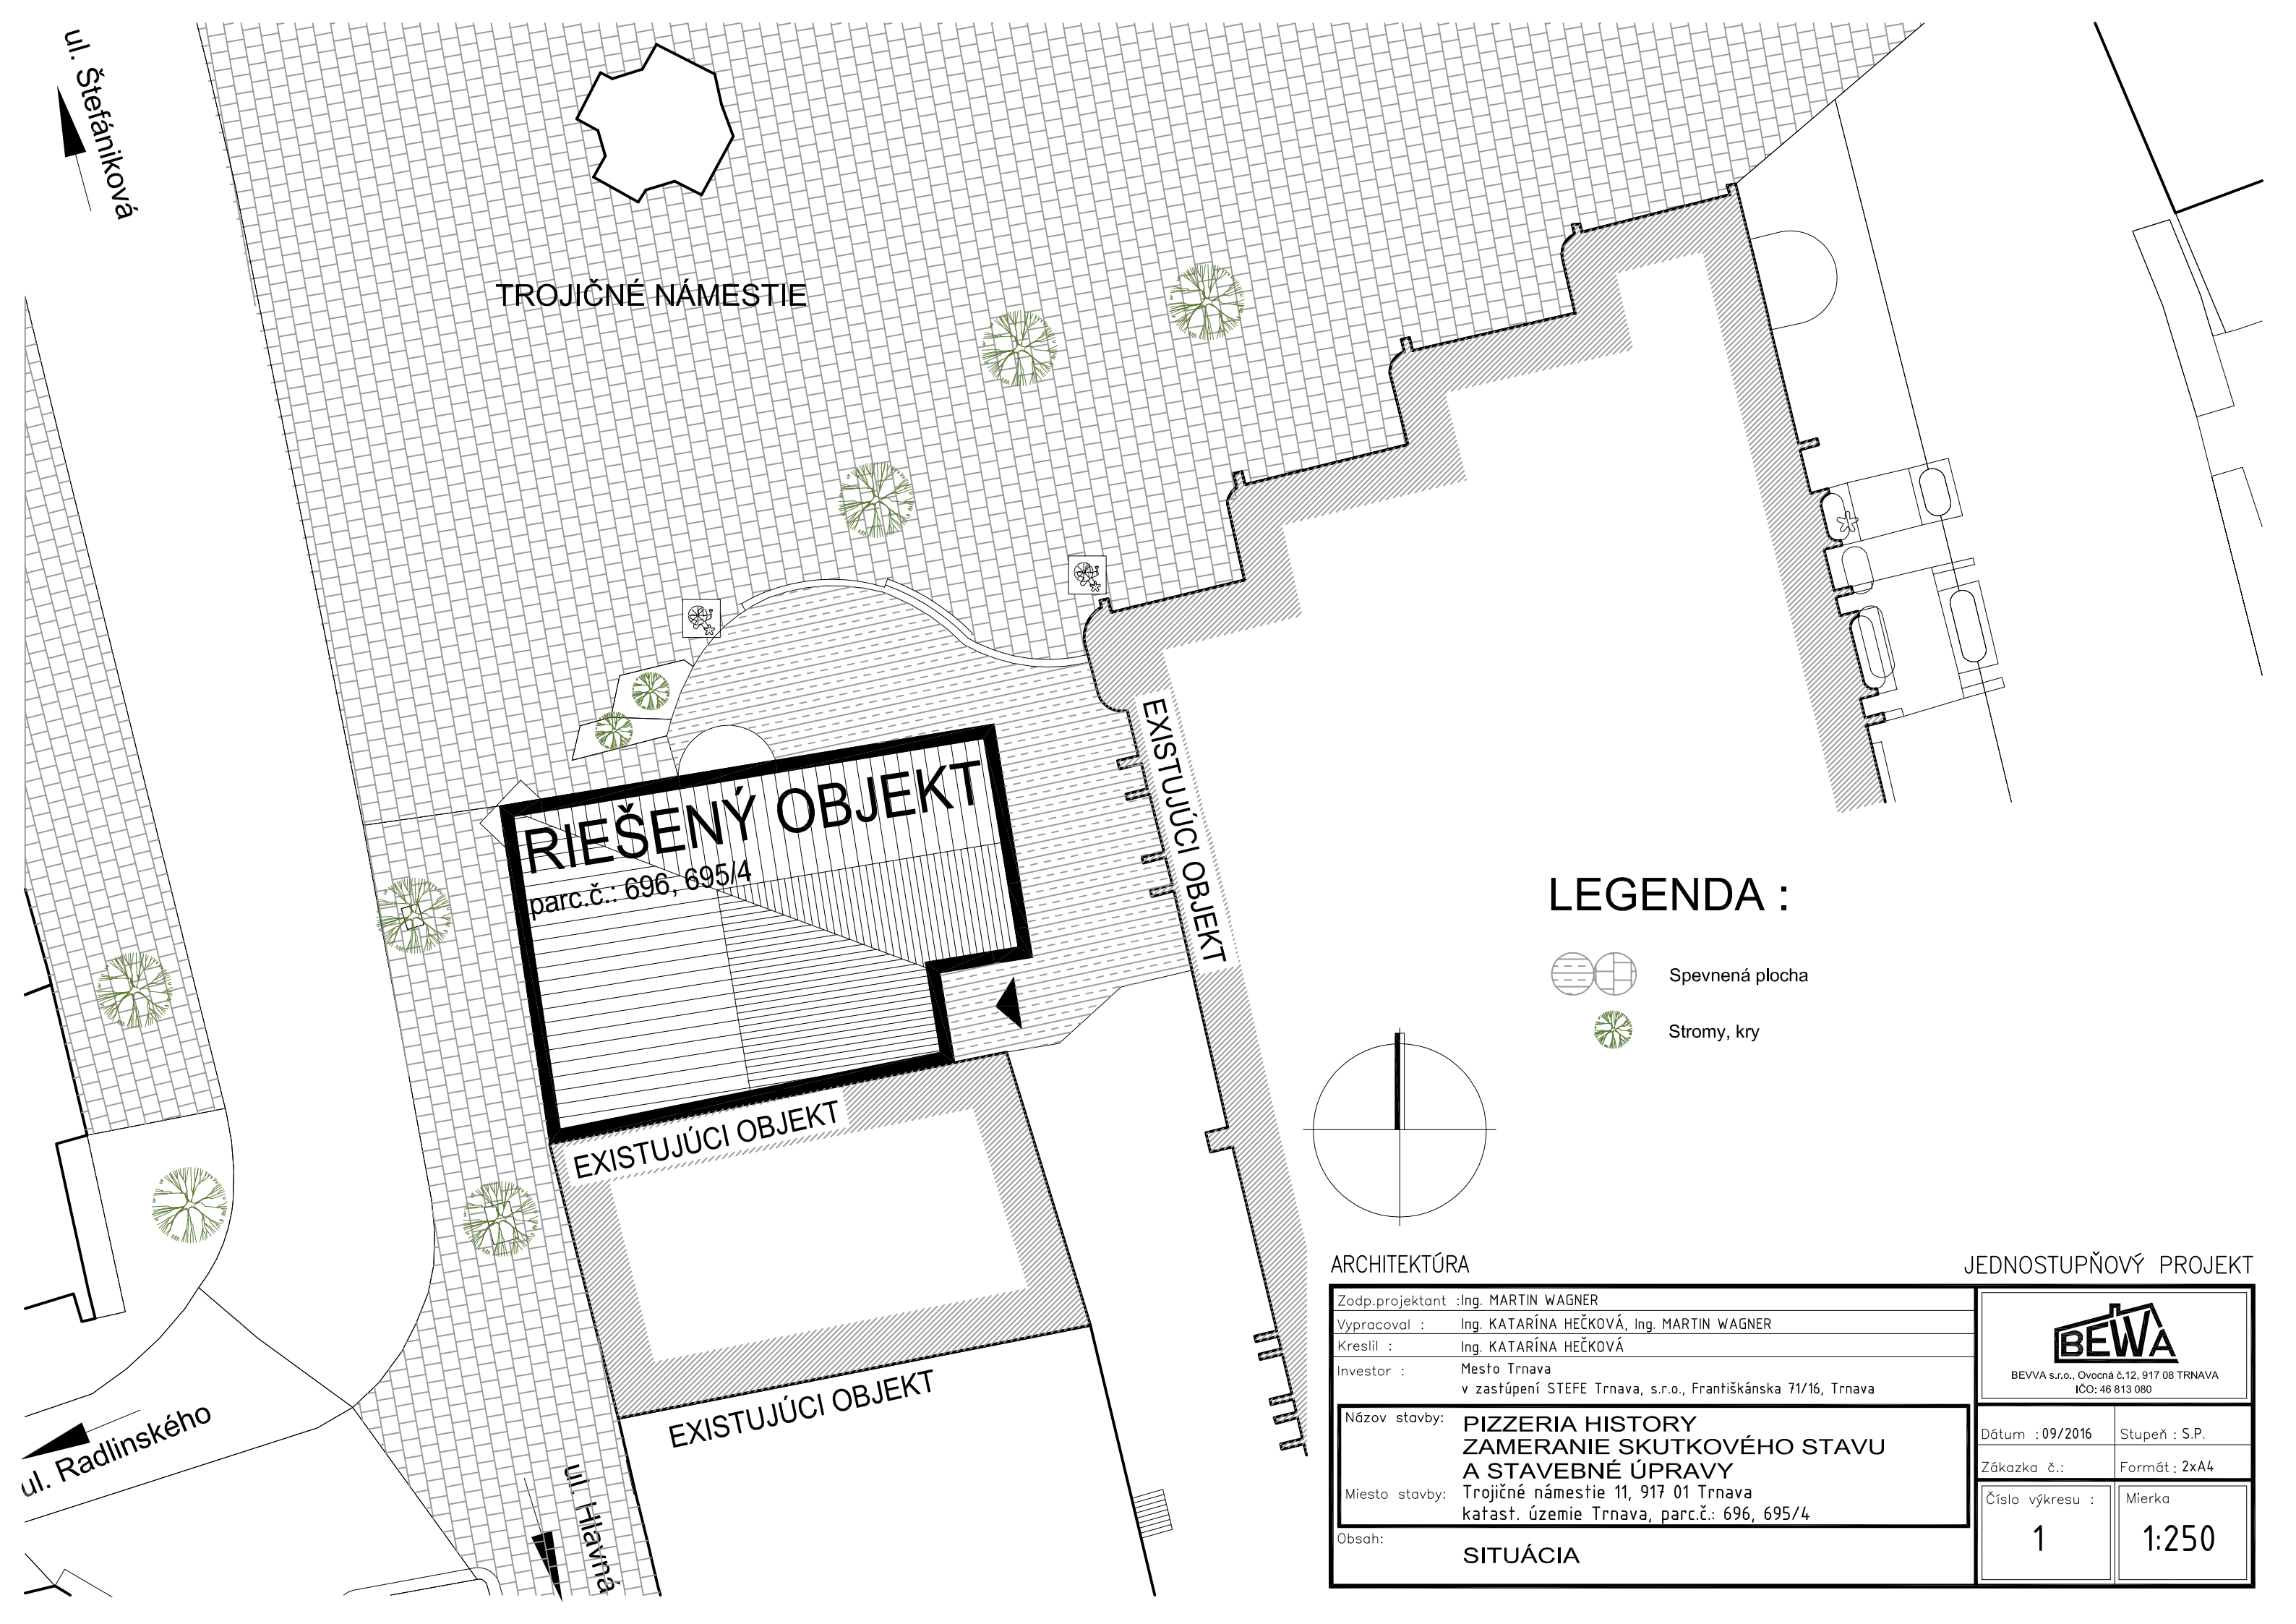 ul. Štefániková
TROJIČNÉ NÁMESTIE
EXISTUJÚCI OBJEKT
RIEŠENÝ OBJEKT
parc.č.: 696, 695/4
EXISTUJÚCI OBJEKT
EXISTUJÚCI OBJEKT
ul. Radlinského
ul. Hlavná
LEGENDA :
Spevnená plocha
Stromy, kry
ARCHITEKTÚRA
JEDNOSTUPŇOVÝ PROJEKT
Zodp.projektant :Ing. MARTIN WAGNER
Vypracoval : Ing. KATARÍNA HEČKOVÁ, Ing. MARTIN WAGNER
Kreslil : Ing. KATARÍNA HEČKOVÁ
Investor : Mesto Trnava
v zastúpení STEFE Trnava, s.r.o., Františkánska 71/16, Trnava
Názov stavby: PIZZERIA HISTORY
ZAMERANIE SKUTKOVÉHO STAVU
A STAVEBNÉ ÚPRAVY
Miesto stavby: Trojičné námestie 11, 917 01 Trnava
katast. územie Trnava, parc.č.: 696, 695/4
Obsah:
SITUÁCIA
BEWA
BEVVA s.r.o., Ovocná č.12, 917 08 TRNAVA
IČO: 46 813 080
Dátum : 09/2016
Stupeň : S.P.
Zákazka č.:
Formát : 2xA4
Číslo výkresu :
1
Mierka
1:250